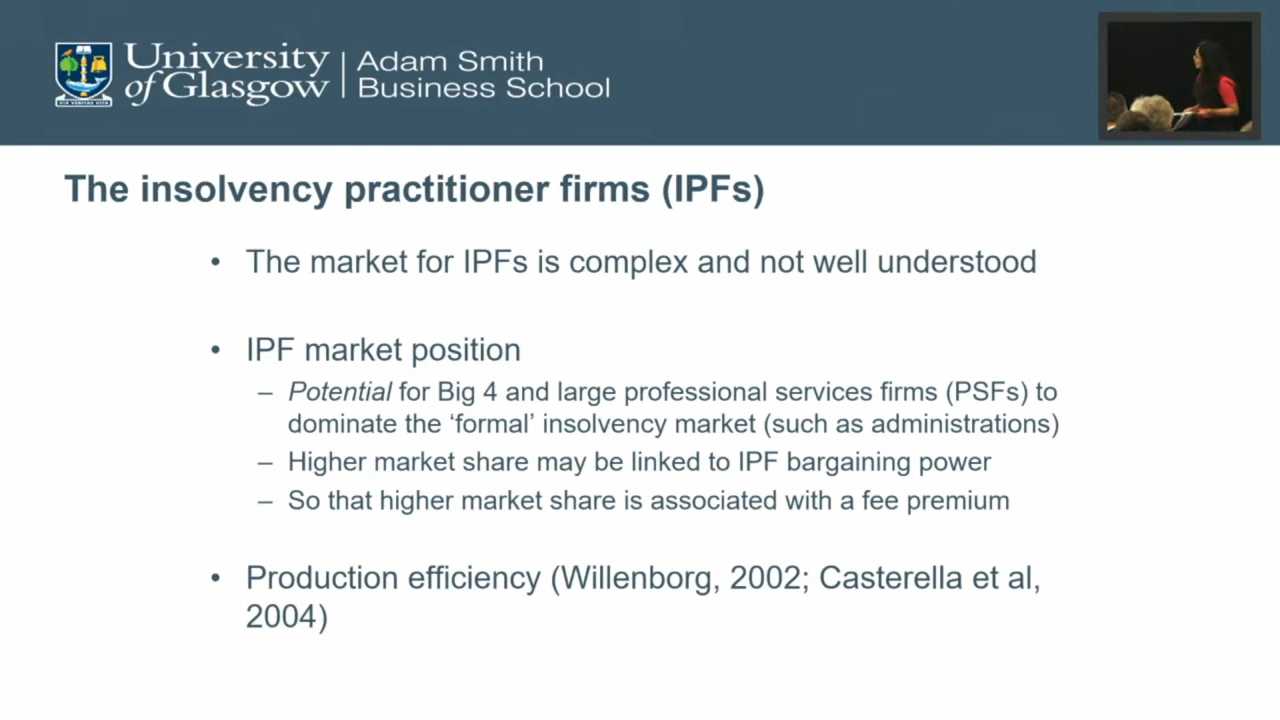 University of Glasgow
Adam Smith Business School
VIA VERITAS VITA
The insolvency practitioner firms (IPFs)
• The market for IPFs is complex and not well understood
• IPF market position
– Potential for Big 4 and large professional services firms (PSFs) to
dominate the ‘formal’ insolvency market (such as administrations)
– Higher market share may be linked to IPF bargaining power
– So that higher market share is associated with a fee premium
• Production efficiency (Willenborg, 2002; Casterella et al,
2004)